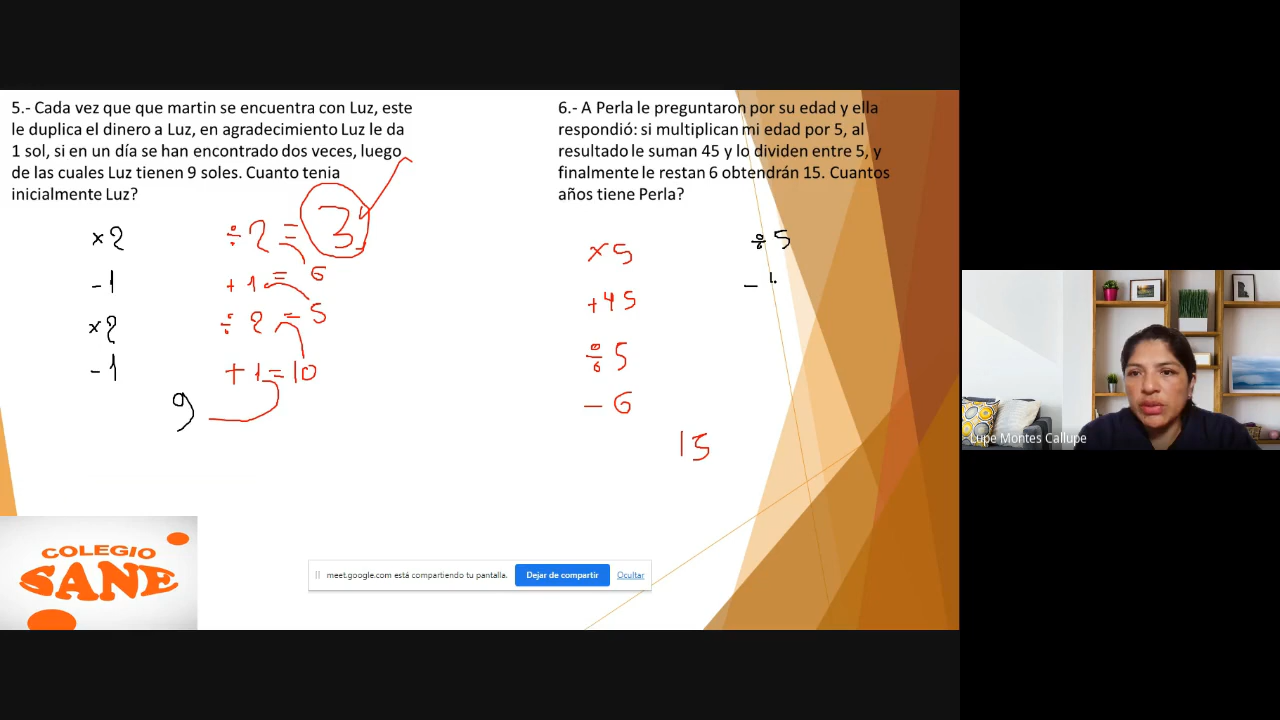 5.- Cada vez que que martin se encuentra con Luz, este
le duplica el dinero a Luz, en agradecimiento Luz le da
1 sol, si en un día se han encontrado dos veces, luego
de las cuales Luz tienen 9 soles. Cuanto tenia
inicialmente Luz?
×2 ÷2 = 3
-1 +1 = 6
×2 ÷2 = 5
-1 +1 = 10
9
6.- A Perla le preguntaron por su edad y ella
respondió: si multiplican mi edad por 5, al
resultado le suman 45 y lo dividen entre 5, y
finalmente le restan 6 obtendrán 15. Cuantos
años tiene Perla?
×5 ÷5
+45 -
÷5
-6
15
Lupe Montes Callupe
COLEGIO
SANE
meet.google.com está compartiendo tu pantalla. Dejar de compartir Ocultar